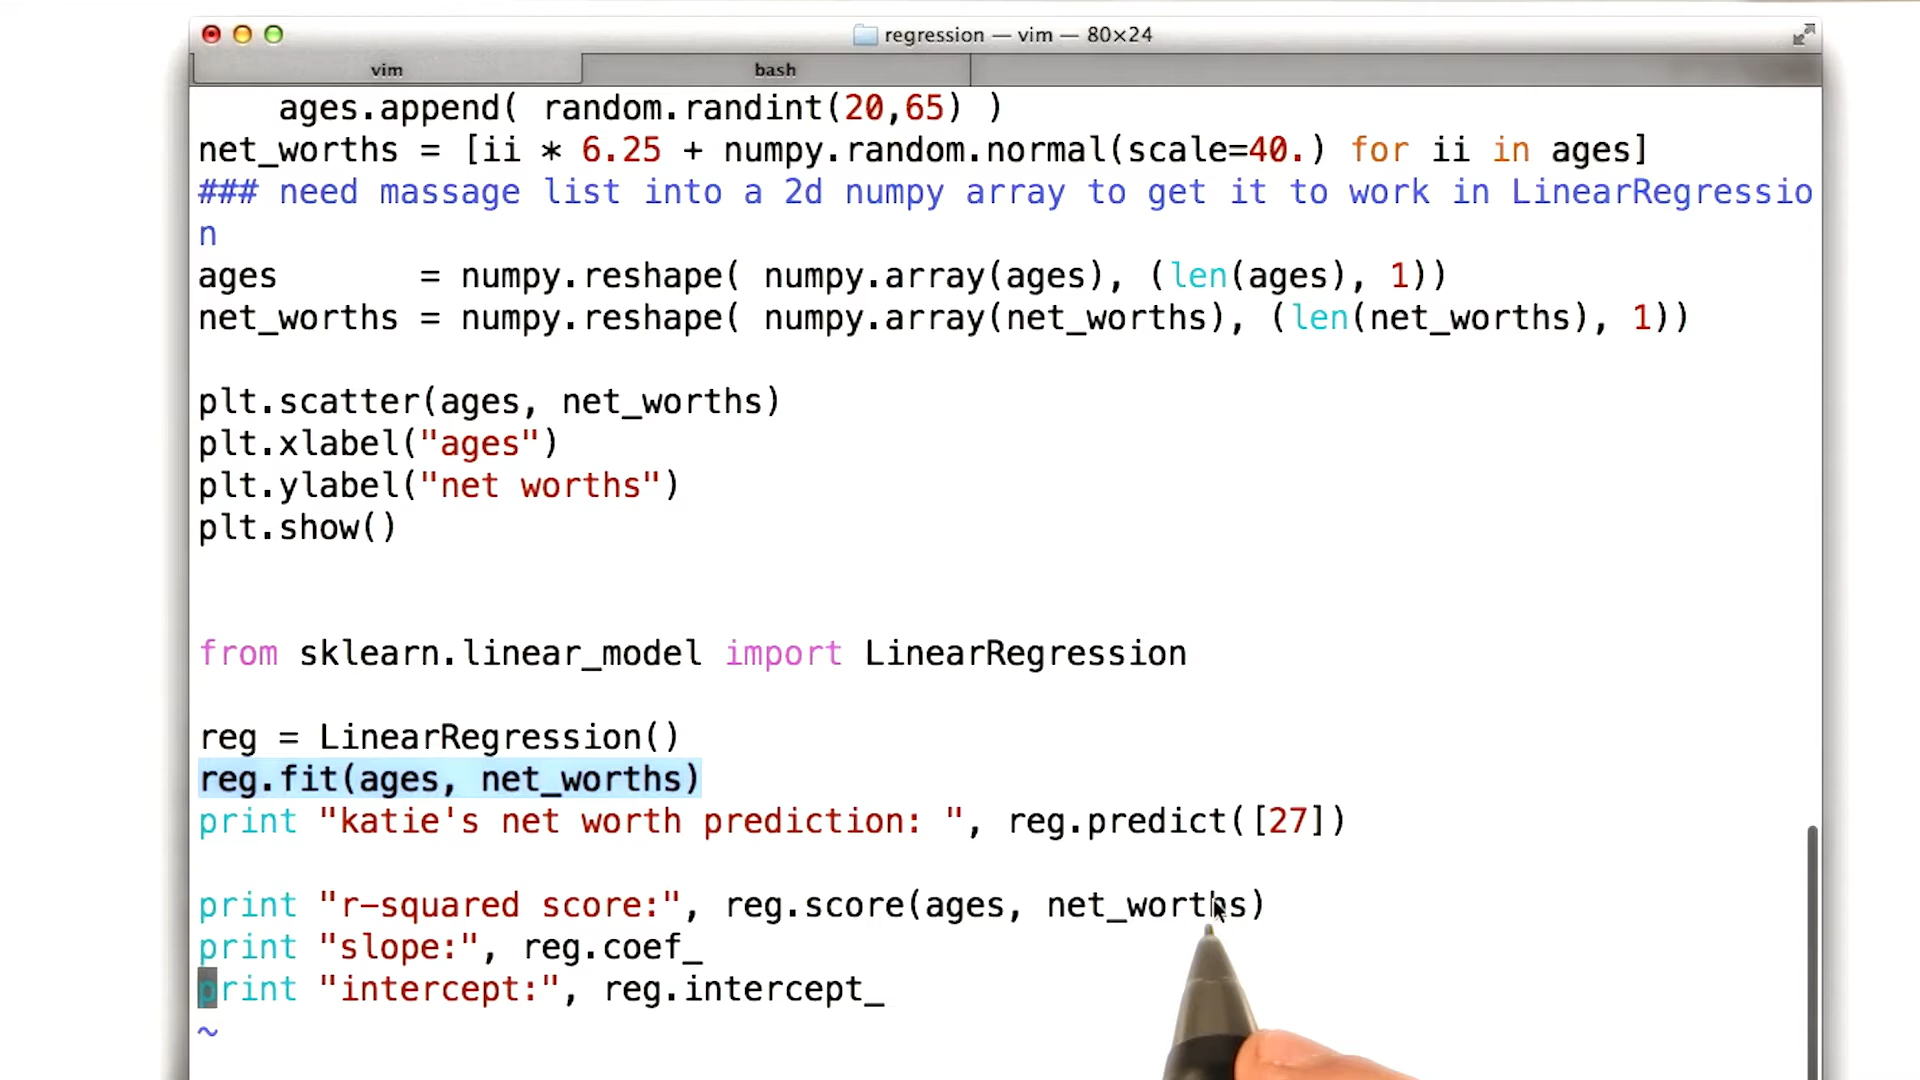 regression — vim — 80×24
vim
bash
ages.append( random.randint(20,65) )
net_worths = [ii * 6.25 + numpy.random.normal(scale=40.) for ii in ages]
### need massage list into a 2d numpy array to get it to work in LinearRegressio
n
ages       = numpy.reshape( numpy.array(ages), (len(ages), 1))
net_worths = numpy.reshape( numpy.array(net_worths), (len(net_worths), 1))
plt.scatter(ages, net_worths)
plt.xlabel("ages")
plt.ylabel("net worths")
plt.show()
from sklearn.linear_model import LinearRegression
reg = LinearRegression()
reg.fit(ages, net_worths)
print "katie's net worth prediction: ", reg.predict([27])
print "r-squared score:", reg.score(ages, net_worths)
print "slope:", reg.coef_
print "intercept:", reg.intercept_
~